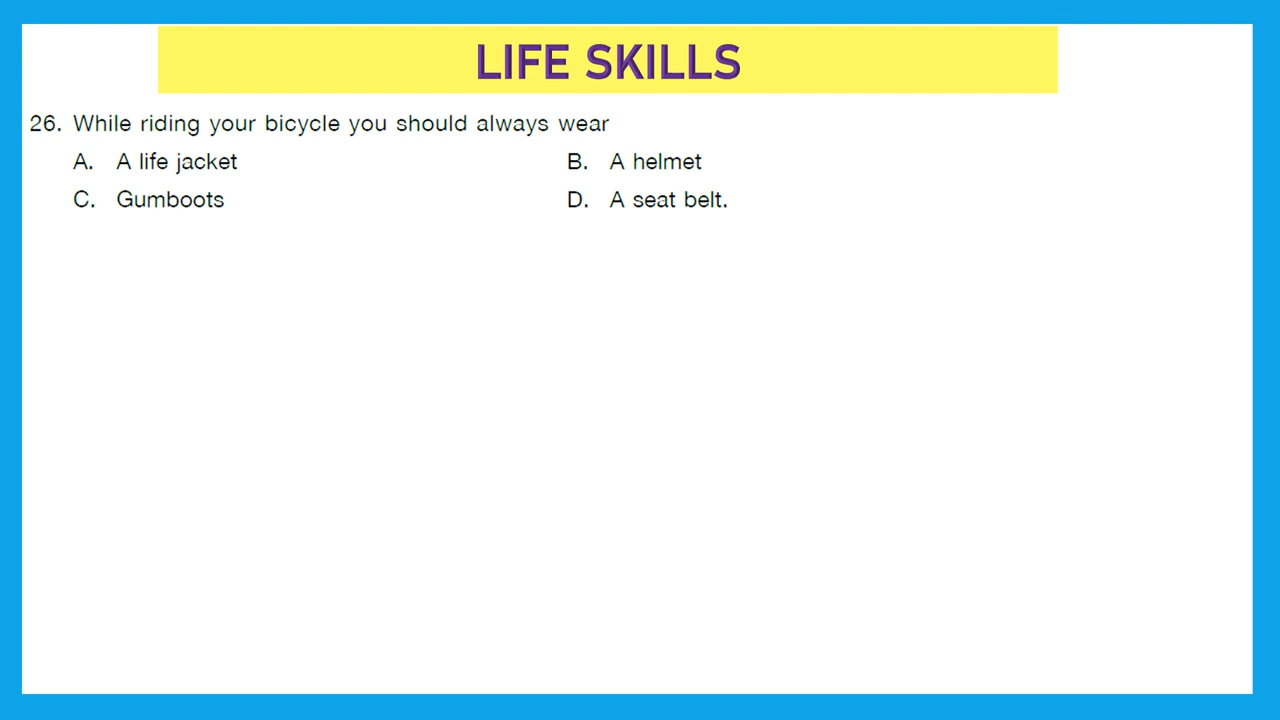 LIFE SKILLS
26. While riding your bicycle you should always wear
A. A life jacket B. A helmet
C. Gumboots D. A seat belt.